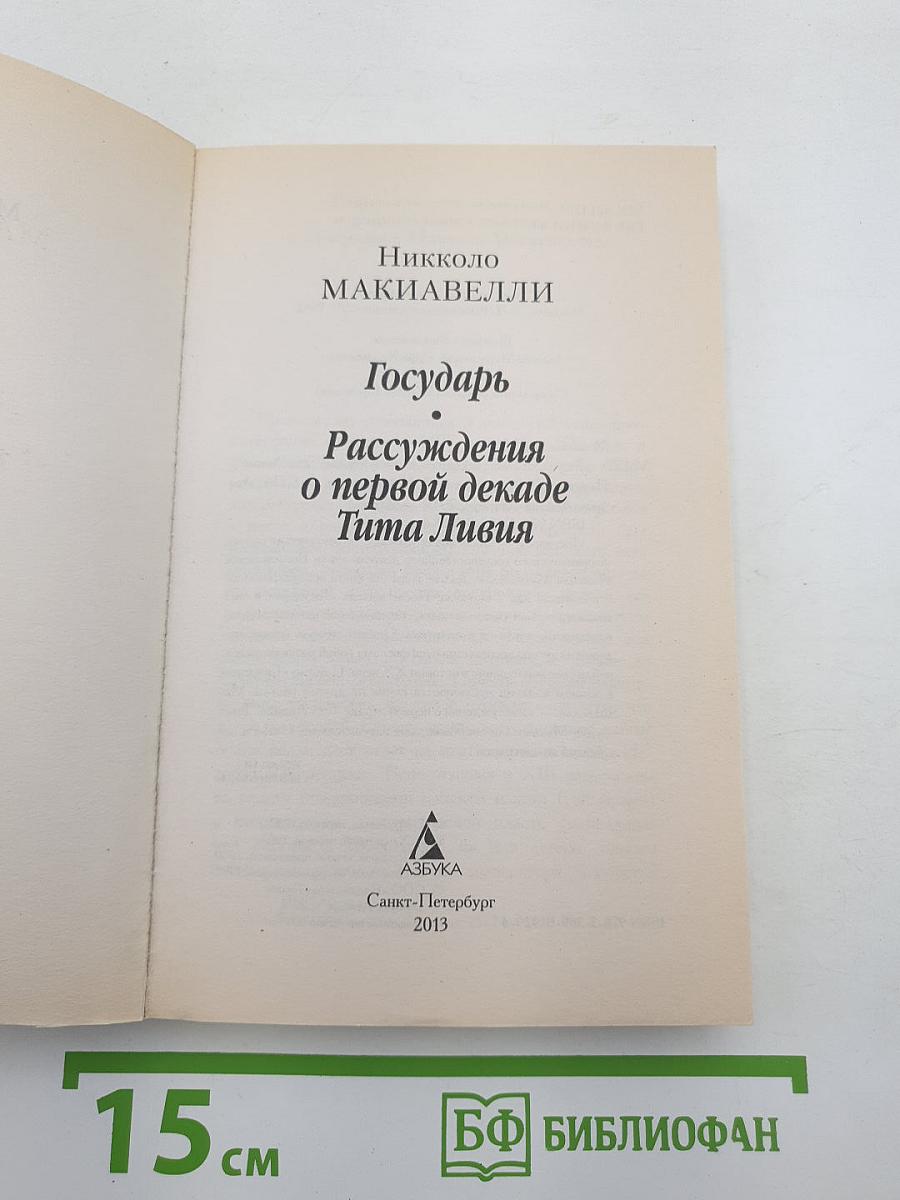 Никколо
МАКИАВЕЛЛИ
Государь
•
Рассуждения
о первой декаде
Тита Ливия
АЗБУКА
Санкт-Петербург
2013
15 см
БФ БИБЛИОФАН